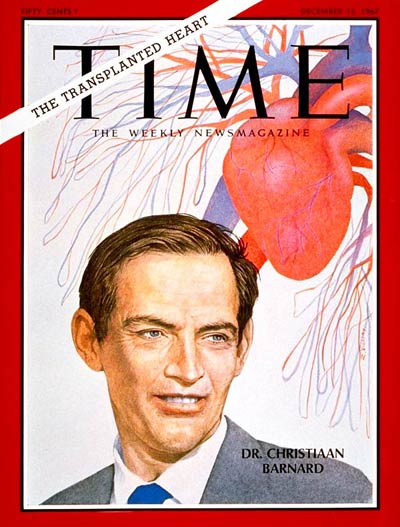 FIFTY CENTS
DECEMBER 15, 1967
THE TRANSPLANTED HEART
TIME
THE WEEKLY NEWSMAGAZINE
DR. CHRISTIAAN
BARNARD